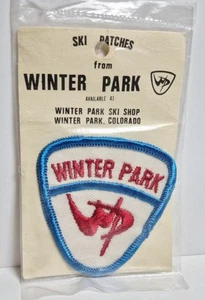 SKI PATCHES
from
WINTER PARK
AVAILABLE AT
WINTER PARK SKI SHOP
WINTER PARK, COLORADO
WINTER PARK